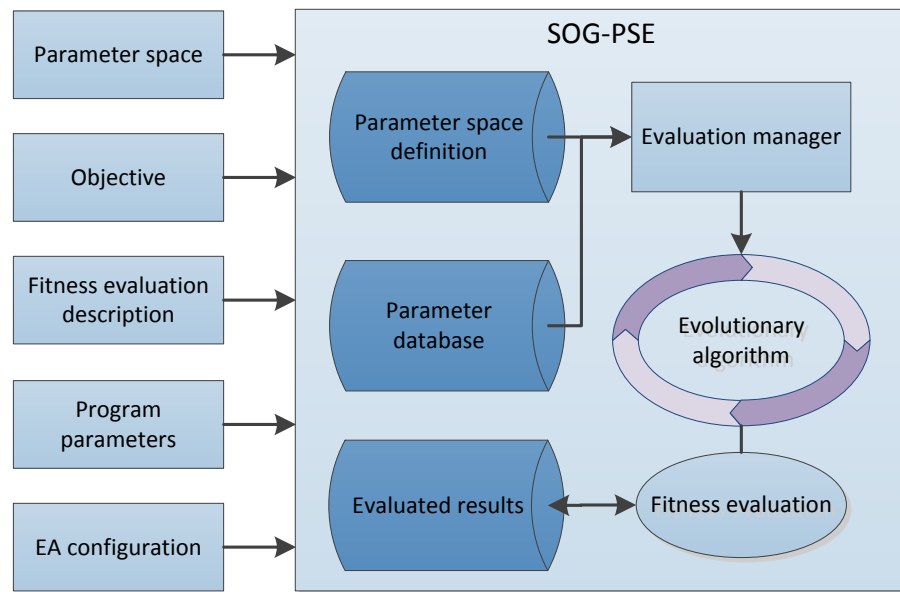 Parameter space
Objective
Fitness evaluation
description
Program
parameters
EA configuration
SOG-PSE
Parameter space
definition
Evaluation manager
Parameter
database
Evolutionary
algorithm
Evaluated results
Fitness evaluation